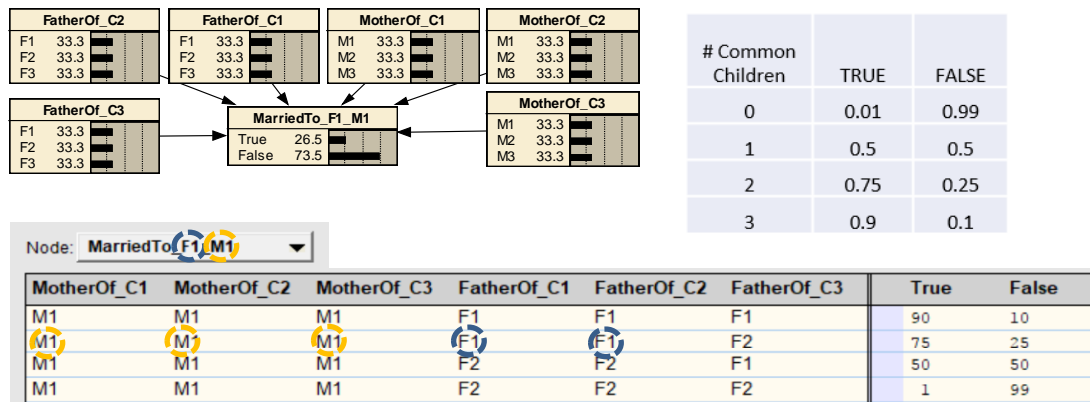 FatherOf_C2
F1 33.3
F2 33.3
F3 33.3
FatherOf_C1
F1 33.3
F2 33.3
F3 33.3
MotherOf_C1
M1 33.3
M2 33.3
M3 33.3
MotherOf_C2
M1 33.3
M2 33.3
M3 33.3
FatherOf_C3
F1 33.3
F2 33.3
F3 33.3
MarriedTo_F1_M1
True 26.5
False 73.5
MotherOf_C3
M1 33.3
M2 33.3
M3 33.3
# Common
Children TRUE FALSE
0 0.01 0.99
1 0.5 0.5
2 0.75 0.25
3 0.9 0.1
Node: MarriedTo_F1_M1
MotherOf_C1 MotherOf_C2 MotherOf_C3 FatherOf_C1 FatherOf_C2 FatherOf_C3 True False
M1 M1 M1 F1 F1 F1 90 10
M1 M1 M1 F1 F1 F2 75 25
M1 M1 M1 F2 F2 F1 50 50
M1 M1 M1 F2 F2 F2 1 99